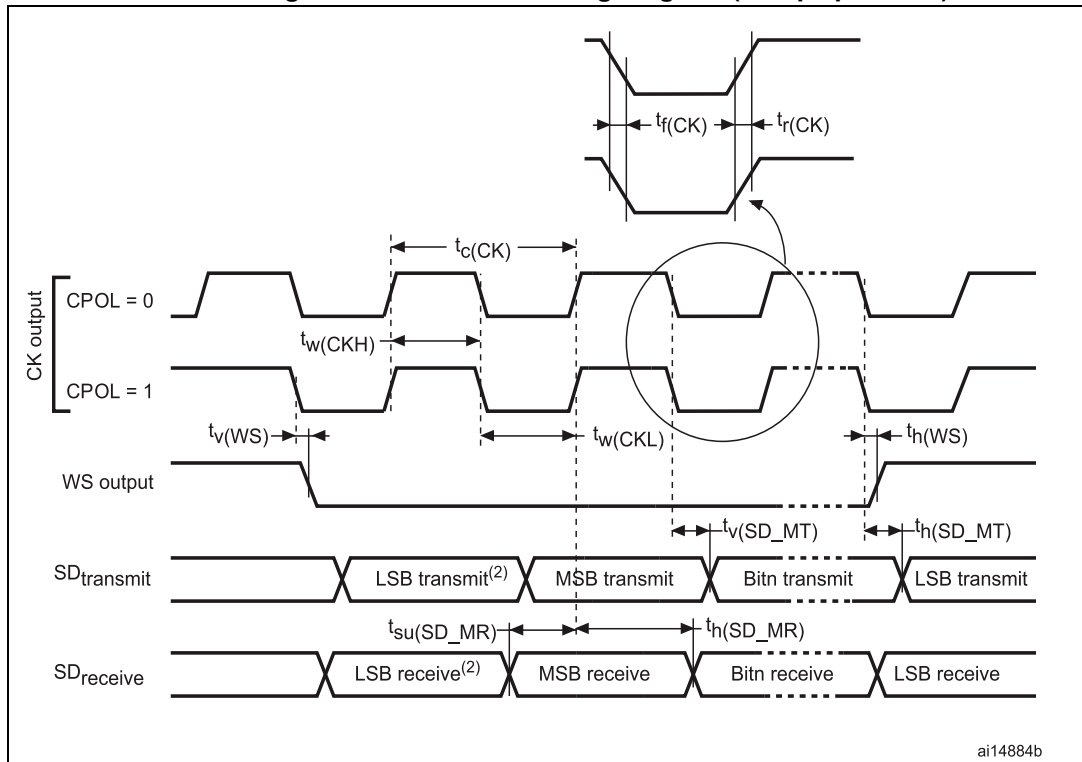 tf(CK)
tr(CK)
tc(CK)
CK output
CPOL = 0
tw(CKH)
CPOL = 1
tv(WS)
tw(CKL)
th(WS)
WS output
tv(SD_MT)
th(SD_MT)
SDtransmit
LSB transmit(2)
MSB transmit
Bitn transmit
LSB transmit
tsu(SD_MR)
th(SD_MR)
SDreceive
LSB receive(2)
MSB receive
Bitn receive
LSB receive
ai14884b